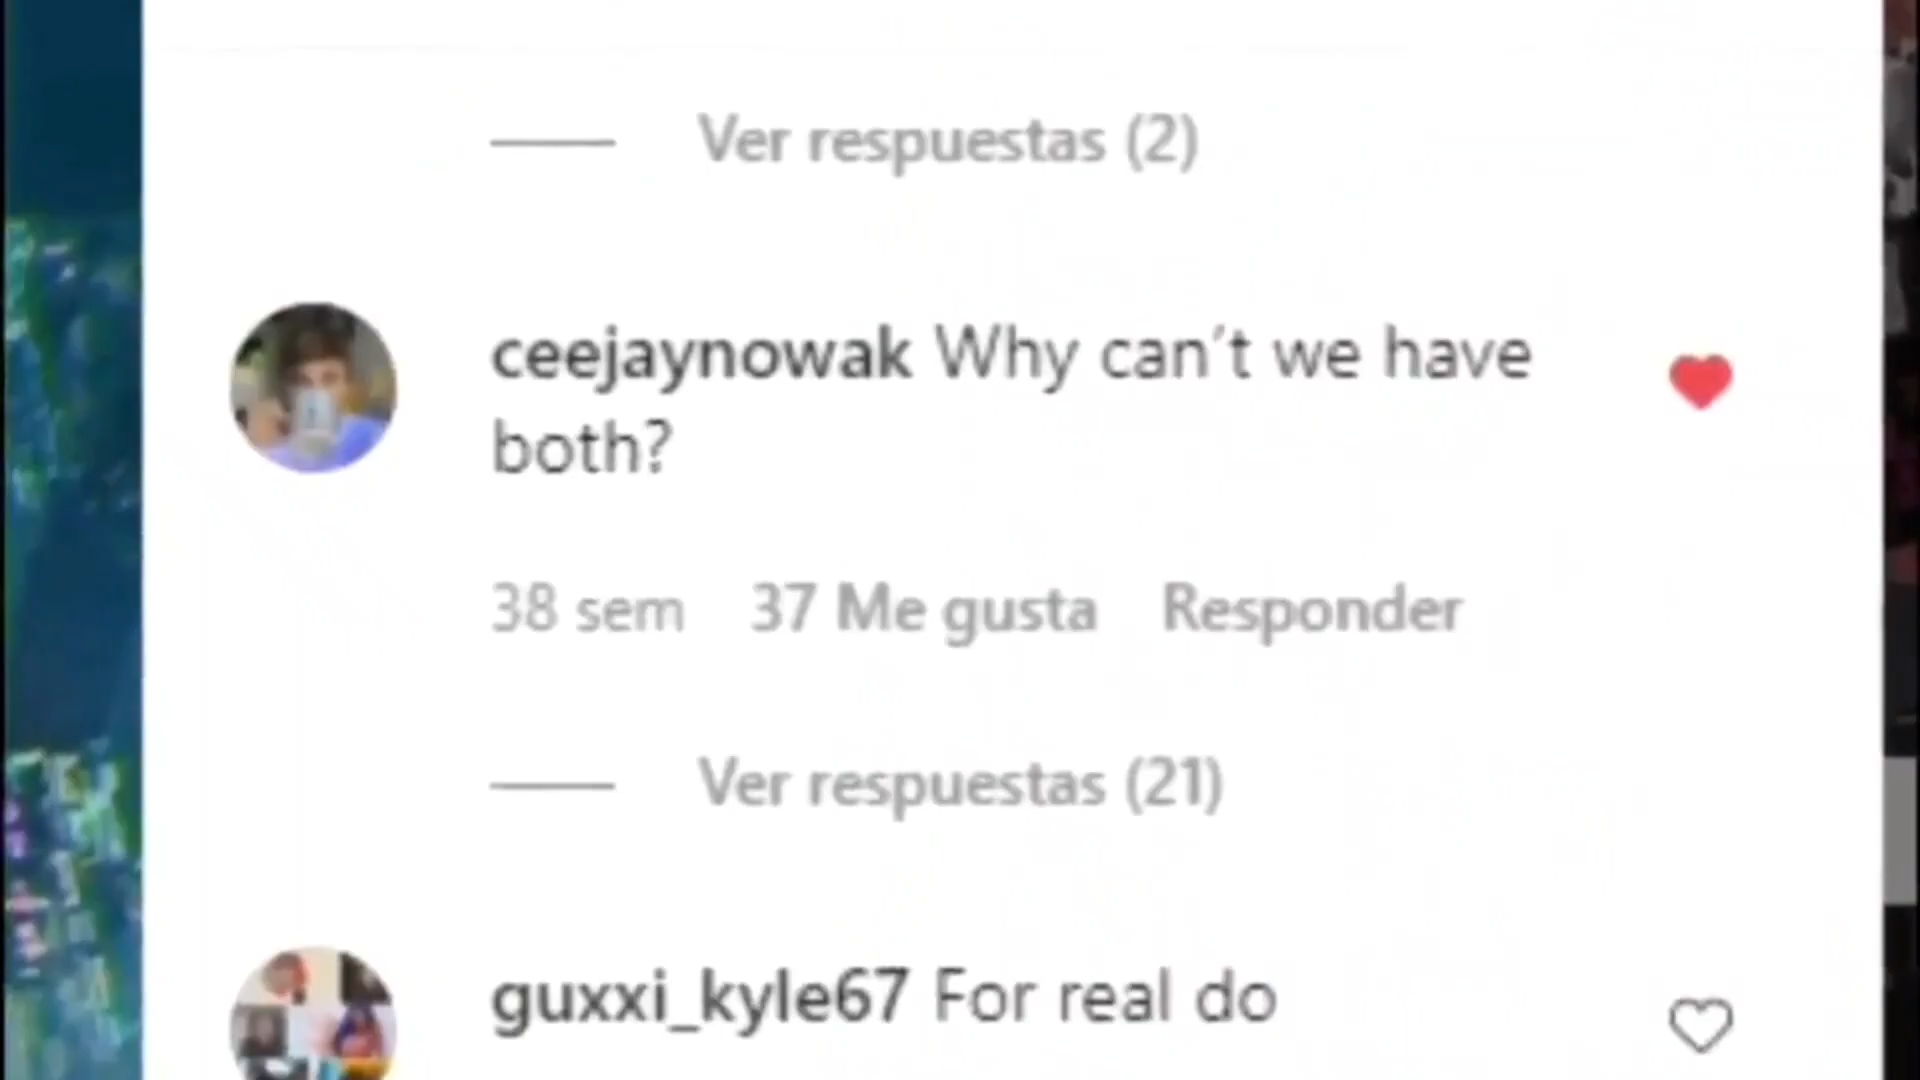 Ver respuestas (2)
ceejaynowak Why can't we have
both?
38 sem 37 Me gusta Responder
Ver respuestas (21)
guxxi_kyle67 For real do